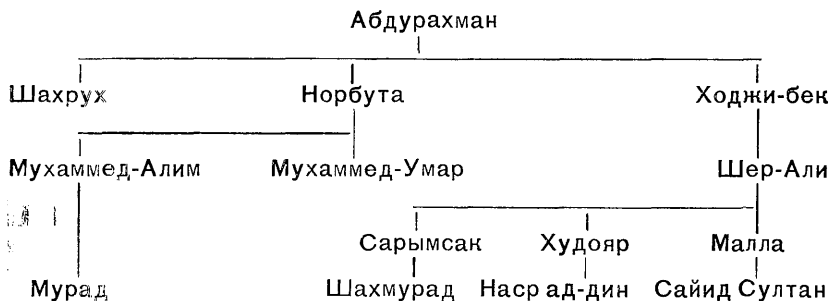 Абдурахман
Шахрух Норбута Ходжи-бек
Мухаммед-Алим Мухаммед-Умар Шер-Али
Сарымсак Худояр Малла
Мурад Шахмурад Наср ад-дин Сайид Султан